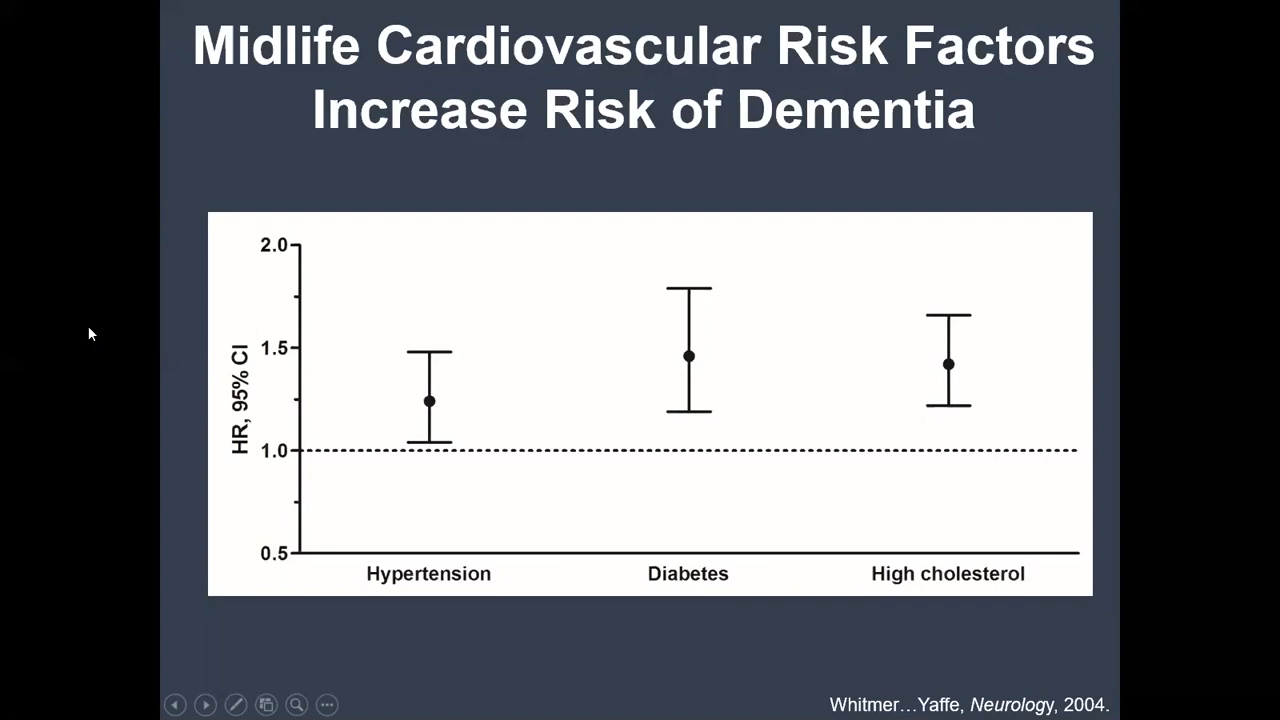 Midlife Cardiovascular Risk Factors
Increase Risk of Dementia
HR, 95% CI
2.0
1.5
1.0
0.5
Hypertension Diabetes High cholesterol
Whitmer…Yaffe, Neurology, 2004.